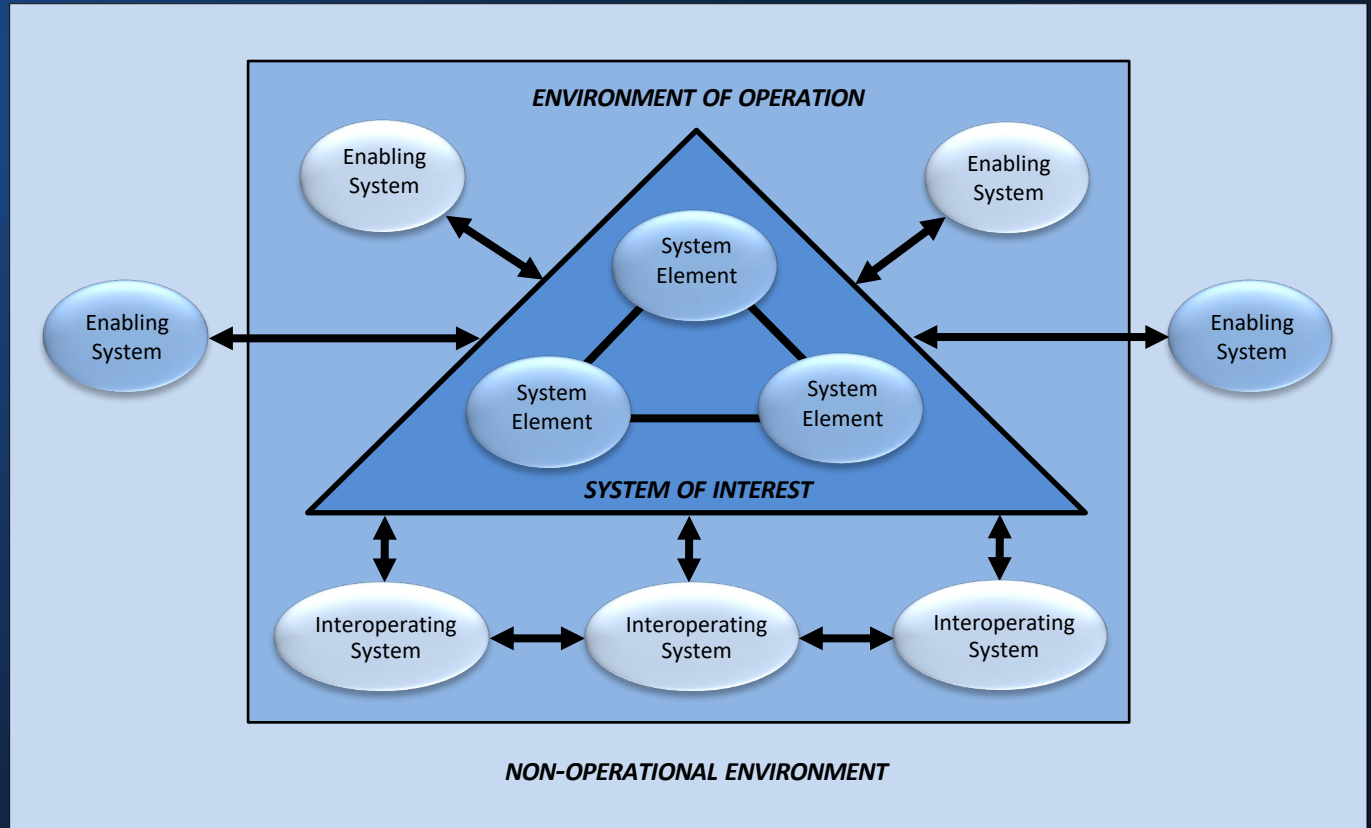 ENVIRONMENT OF OPERATION
Enabling
System
Enabling
System
System
Element
Enabling
System
Enabling
System
System
Element
System
Element
SYSTEM OF INTEREST
Interoperating
System
Interoperating
System
Interoperating
System
NON-OPERATIONAL ENVIRONMENT